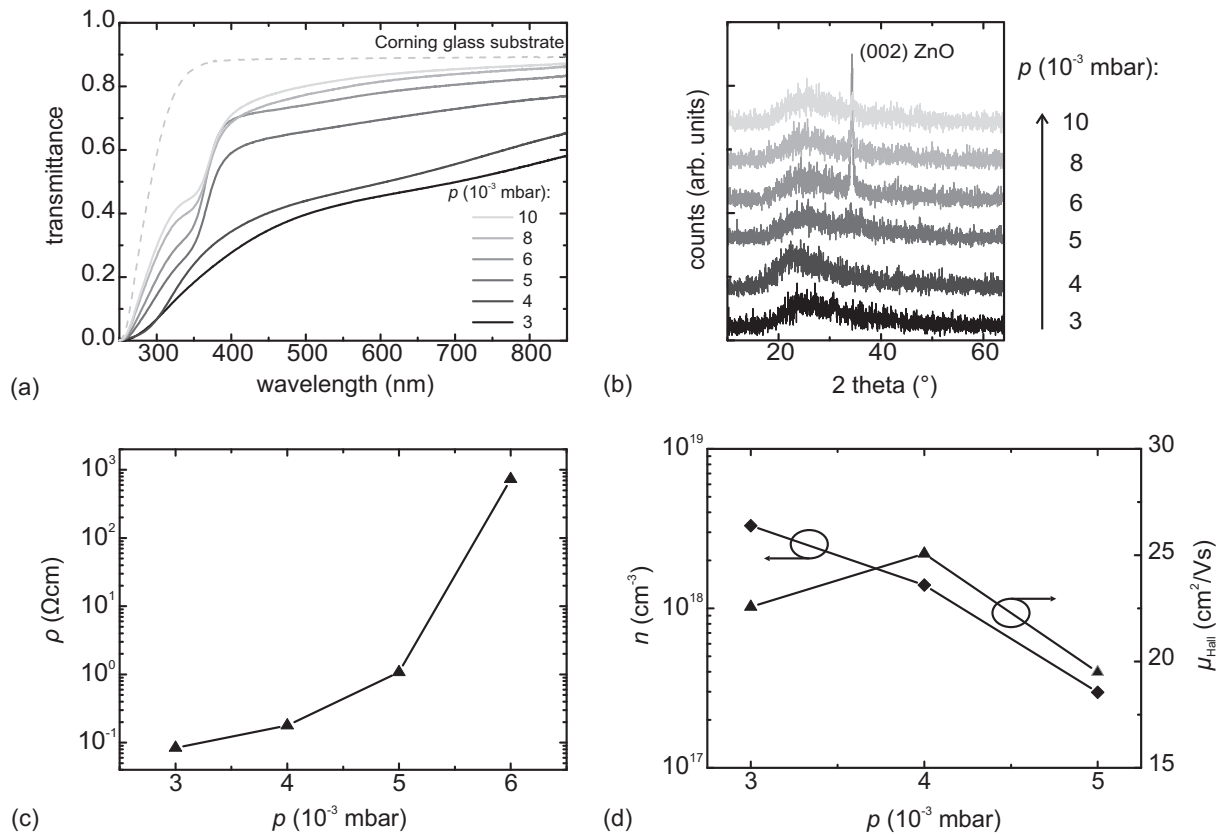 1.0
0.8
0.6
0.4
0.2
0.0
transmittance
Corning glass substrate
p (10⁻³ mbar):
10
8
6
5
4
3
300 400 500 600 700 800
wavelength (nm)
(a)
counts (arb. units)
(002) ZnO
p (10⁻³ mbar):
10
8
6
5
4
3
20 40 60
2 theta (°)
(b)
10³
10²
10¹
10⁰
10⁻¹
ρ (Ωcm)
3 4 5 6
p (10⁻³ mbar)
(c)
10¹⁹
10¹⁸
10¹⁷
n (cm⁻³)
30
25
20
15
μHall (cm²/Vs)
3 4 5
p (10⁻³ mbar)
(d)